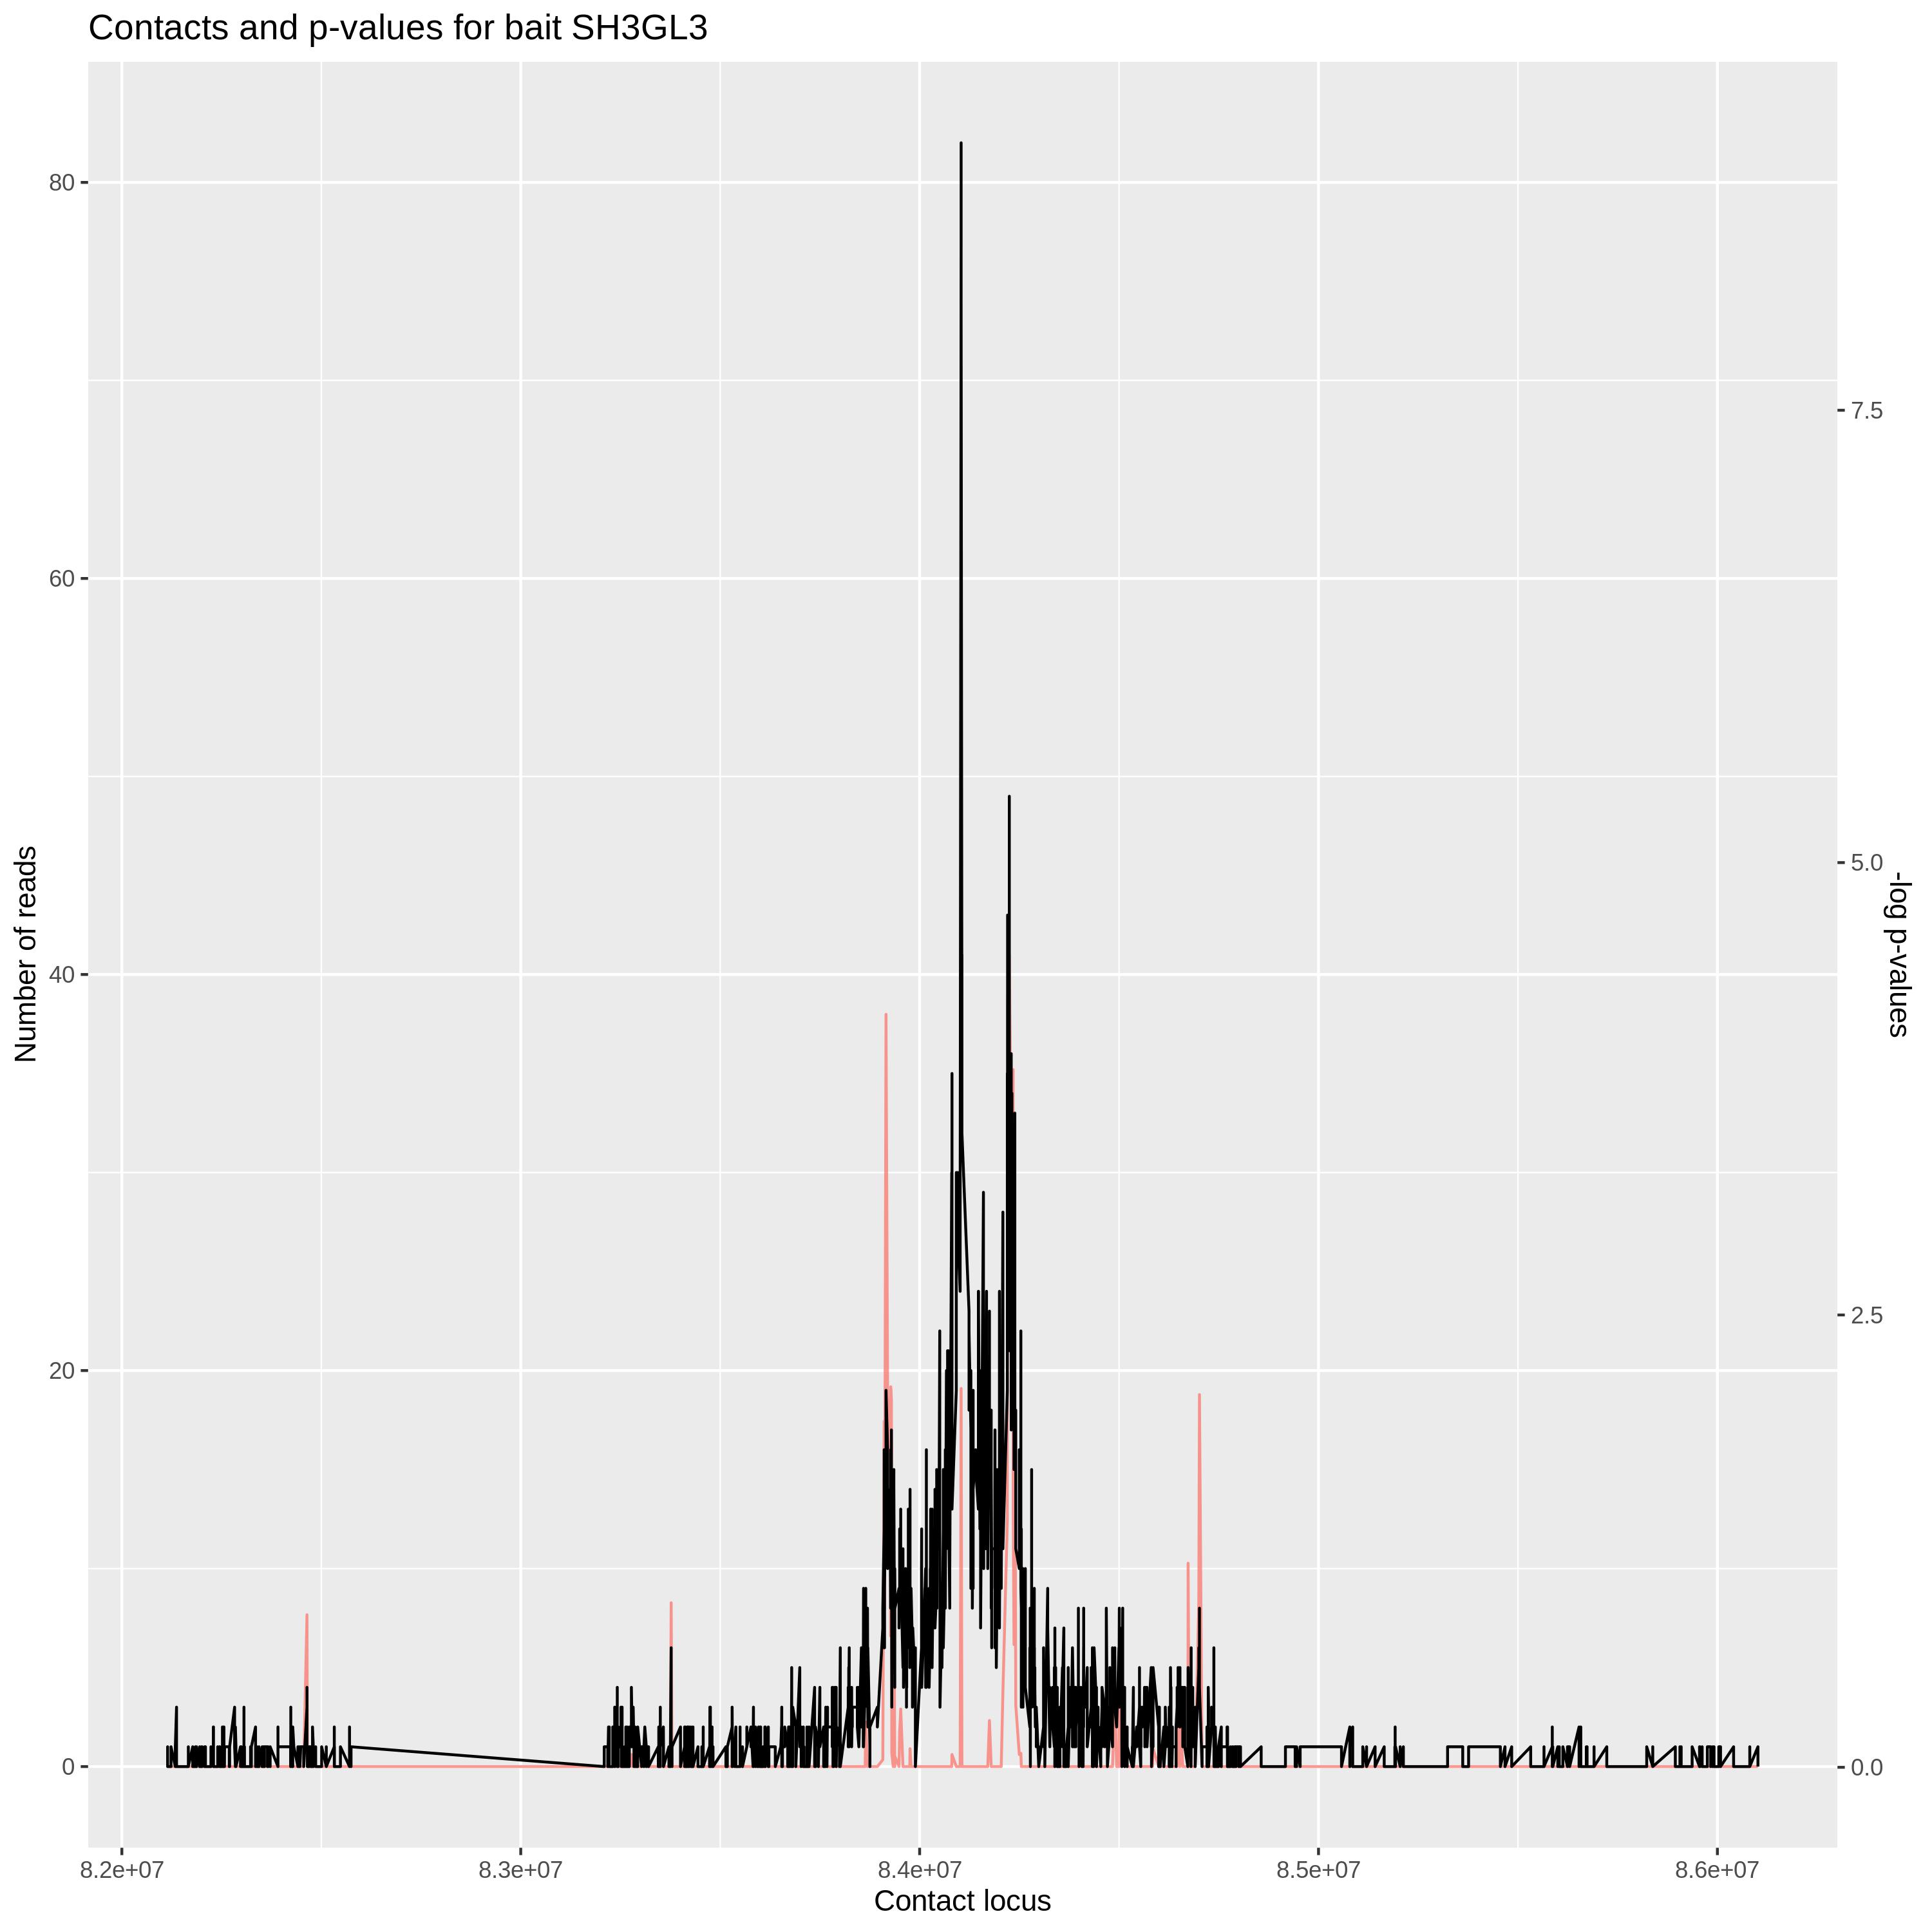 Contacts and p-values for bait SH3GL3
80
60
40
20
0
Number of reads
7.5
5.0
2.5
0.0
-log p-values
8.2e+07
8.3e+07
8.4e+07
8.5e+07
8.6e+07
Contact locus